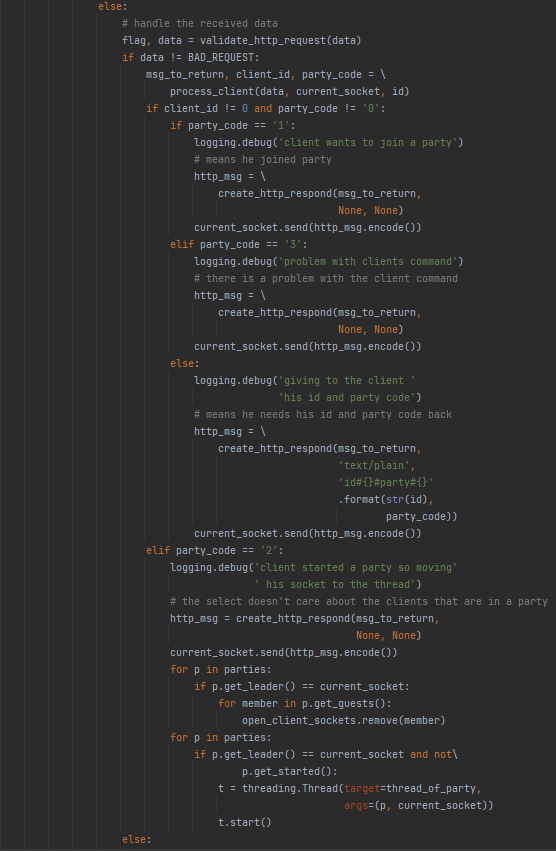 else:
# handle the received data
flag, data = validate_http_request(data)
if data != BAD_REQUEST:
msg_to_return, client_id, party_code = \
process_client(data, current_socket, id)
if client_id != 0 and party_code != '0':
if party_code == '1':
logging.debug('client wants to join a party')
# means he joined party
http_msg = \
create_http_respond(msg_to_return,
None, None)
current_socket.send(http_msg.encode())
elif party_code == '3':
logging.debug('problem with clients command')
# there is a problem with the client command
http_msg = \
create_http_respond(msg_to_return,
None, None)
current_socket.send(http_msg.encode())
else:
logging.debug('giving to the client '
'his id and party code')
# means he needs his id and party code back
http_msg = \
create_http_respond(msg_to_return,
'text/plain',
'id#{}#party#{}'
.format(str(id),
party_code))
current_socket.send(http_msg.encode())
elif party_code == '2':
logging.debug('client started a party so moving'
' his socket to the thread')
# the select doesn't care about the clients that are in a party
http_msg = create_http_respond(msg_to_return,
None, None)
current_socket.send(http_msg.encode())
for p in parties:
if p.get_leader() == current_socket:
for member in p.get_guests():
open_client_sockets.remove(member)
for p in parties:
if p.get_leader() == current_socket and not\
p.get_started():
t = threading.Thread(target=thread_of_party,
args=(p, current_socket))
t.start()
else: